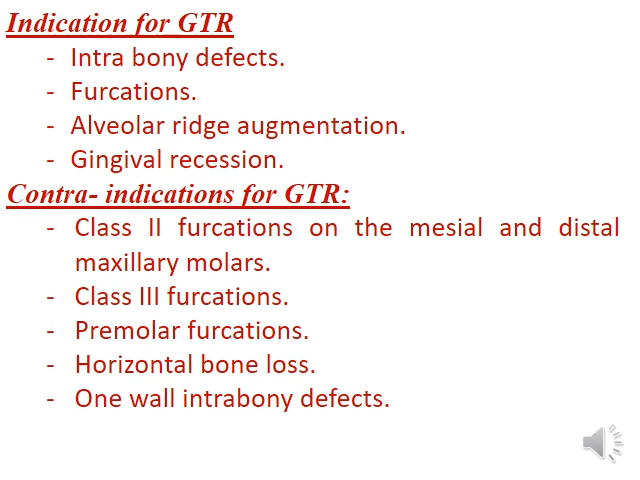 Indication for GTR
- Intra bony defects.
- Furcations.
- Alveolar ridge augmentation.
- Gingival recession.
Contra- indications for GTR:
- Class II furcations on the mesial and distal
maxillary molars.
- Class III furcations.
- Premolar furcations.
- Horizontal bone loss.
- One wall intrabony defects.